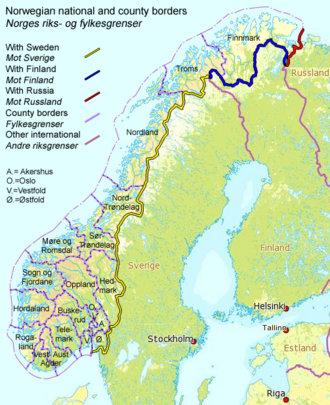 Norwegian national and county borders
Norges riks- og fylkesgrenser
With Sweden
Mot Sverige
With Finland
Mot Finland
With Russia
Mot Russland
County borders
Fylkesgrenser
Other international
Andre riksgrenser
A.= Akershus
O.=Oslo
V.=Vestfold
Ø.=Østfold
Finnmark
Troms
Russland
Nordland
Nord-
Trøndelag
Sør-
Trøndelag
Møre og
Romsdal
Sogn og
Fjordane
Oppland
Hed-
mark
Hordaland
Buske-
rud
O
A
Tele-
mark
V
Ø
Roga-
land
Vest-
Aust
Agder
Sverige
Finland
Helsinki
Stockholm
Tallinn
Estland
Riga